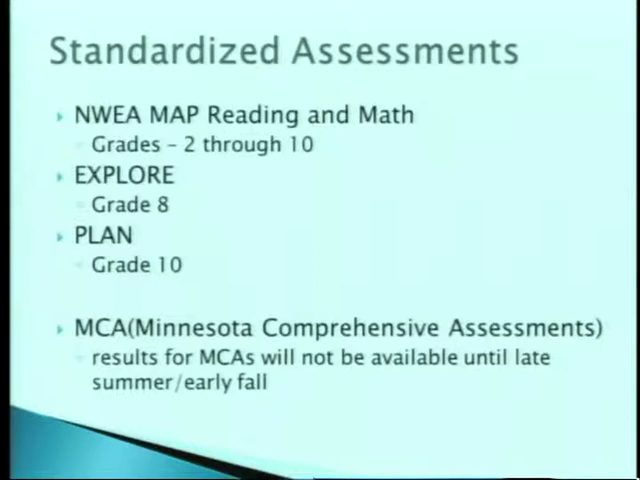 Standardized Assessments
NWEA MAP Reading and Math
Grades – 2 through 10
EXPLORE
Grade 8
PLAN
Grade 10
MCA(Minnesota Comprehensive Assessments)
results for MCAs will not be available until late
summer/early fall